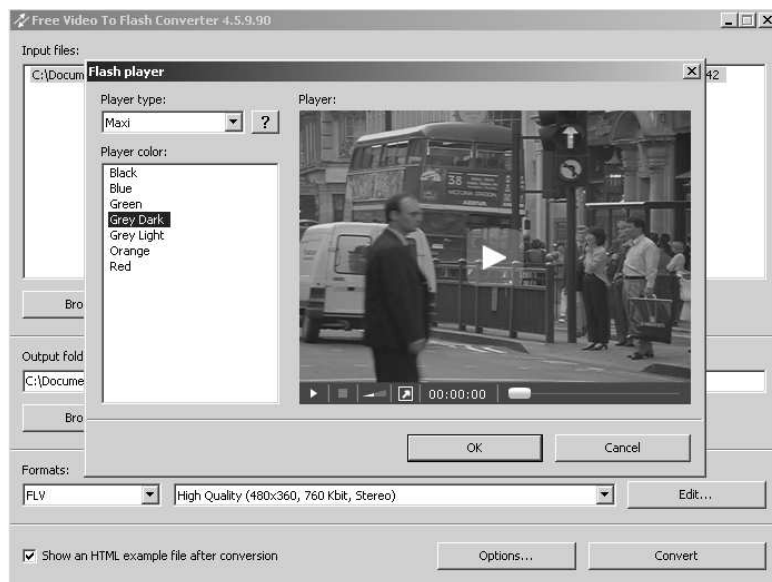 Free Video To Flash Converter 4.5.9.90
Input files:
C:\Docum
42
Flash player
Player type:
Maxi
?
Player color:
Black
Blue
Green
Grey Dark
Grey Light
Orange
Red
Player:
38
VICTORIA STATION
ARRIVA
00:00:00
OK
Cancel
Bro
Output fold
C:\Docume
Bro
Formats:
FLV
High Quality (480x360, 760 Kbit, Stereo)
Edit...
Show an HTML example file after conversion
Options...
Convert